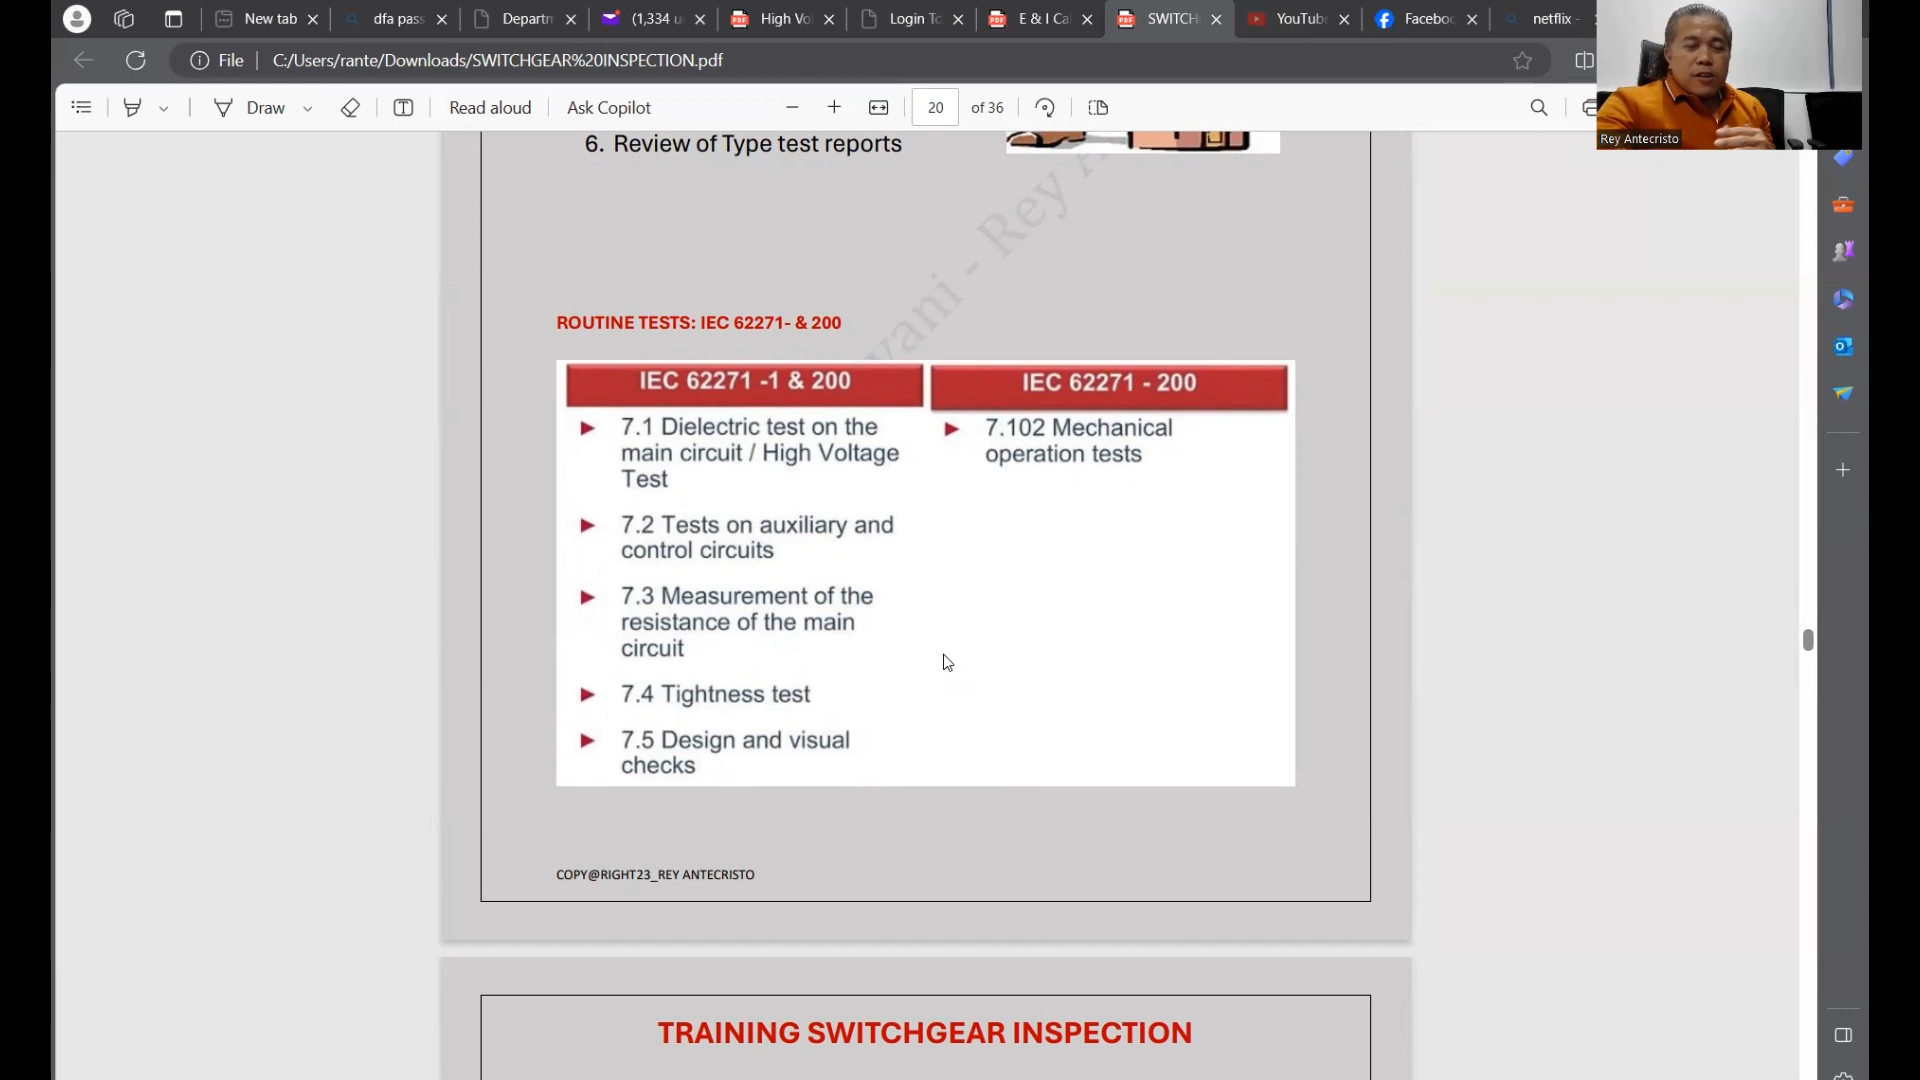 New tab
dfa pass
Departm
(1,334 u
High Vol
Login To
E & I Ca
SWITCH
YouTub
Faceboo
netflix -
File
C:/Users/rante/Downloads/SWITCHGEAR%20INSPECTION.pdf
Draw
Read aloud
Ask Copilot
20
of 36
Rey Antecristo
6. Review of Type test reports
vani - Rey A
ROUTINE TESTS: IEC 62271- & 200
IEC 62271 -1 & 200
7.1 Dielectric test on the
main circuit / High Voltage
Test
7.2 Tests on auxiliary and
control circuits
7.3 Measurement of the
resistance of the main
circuit
7.4 Tightness test
7.5 Design and visual
checks
IEC 62271 - 200
7.102 Mechanical
operation tests
COPY@RIGHT23_REY ANTECRISTO
TRAINING SWITCHGEAR INSPECTION